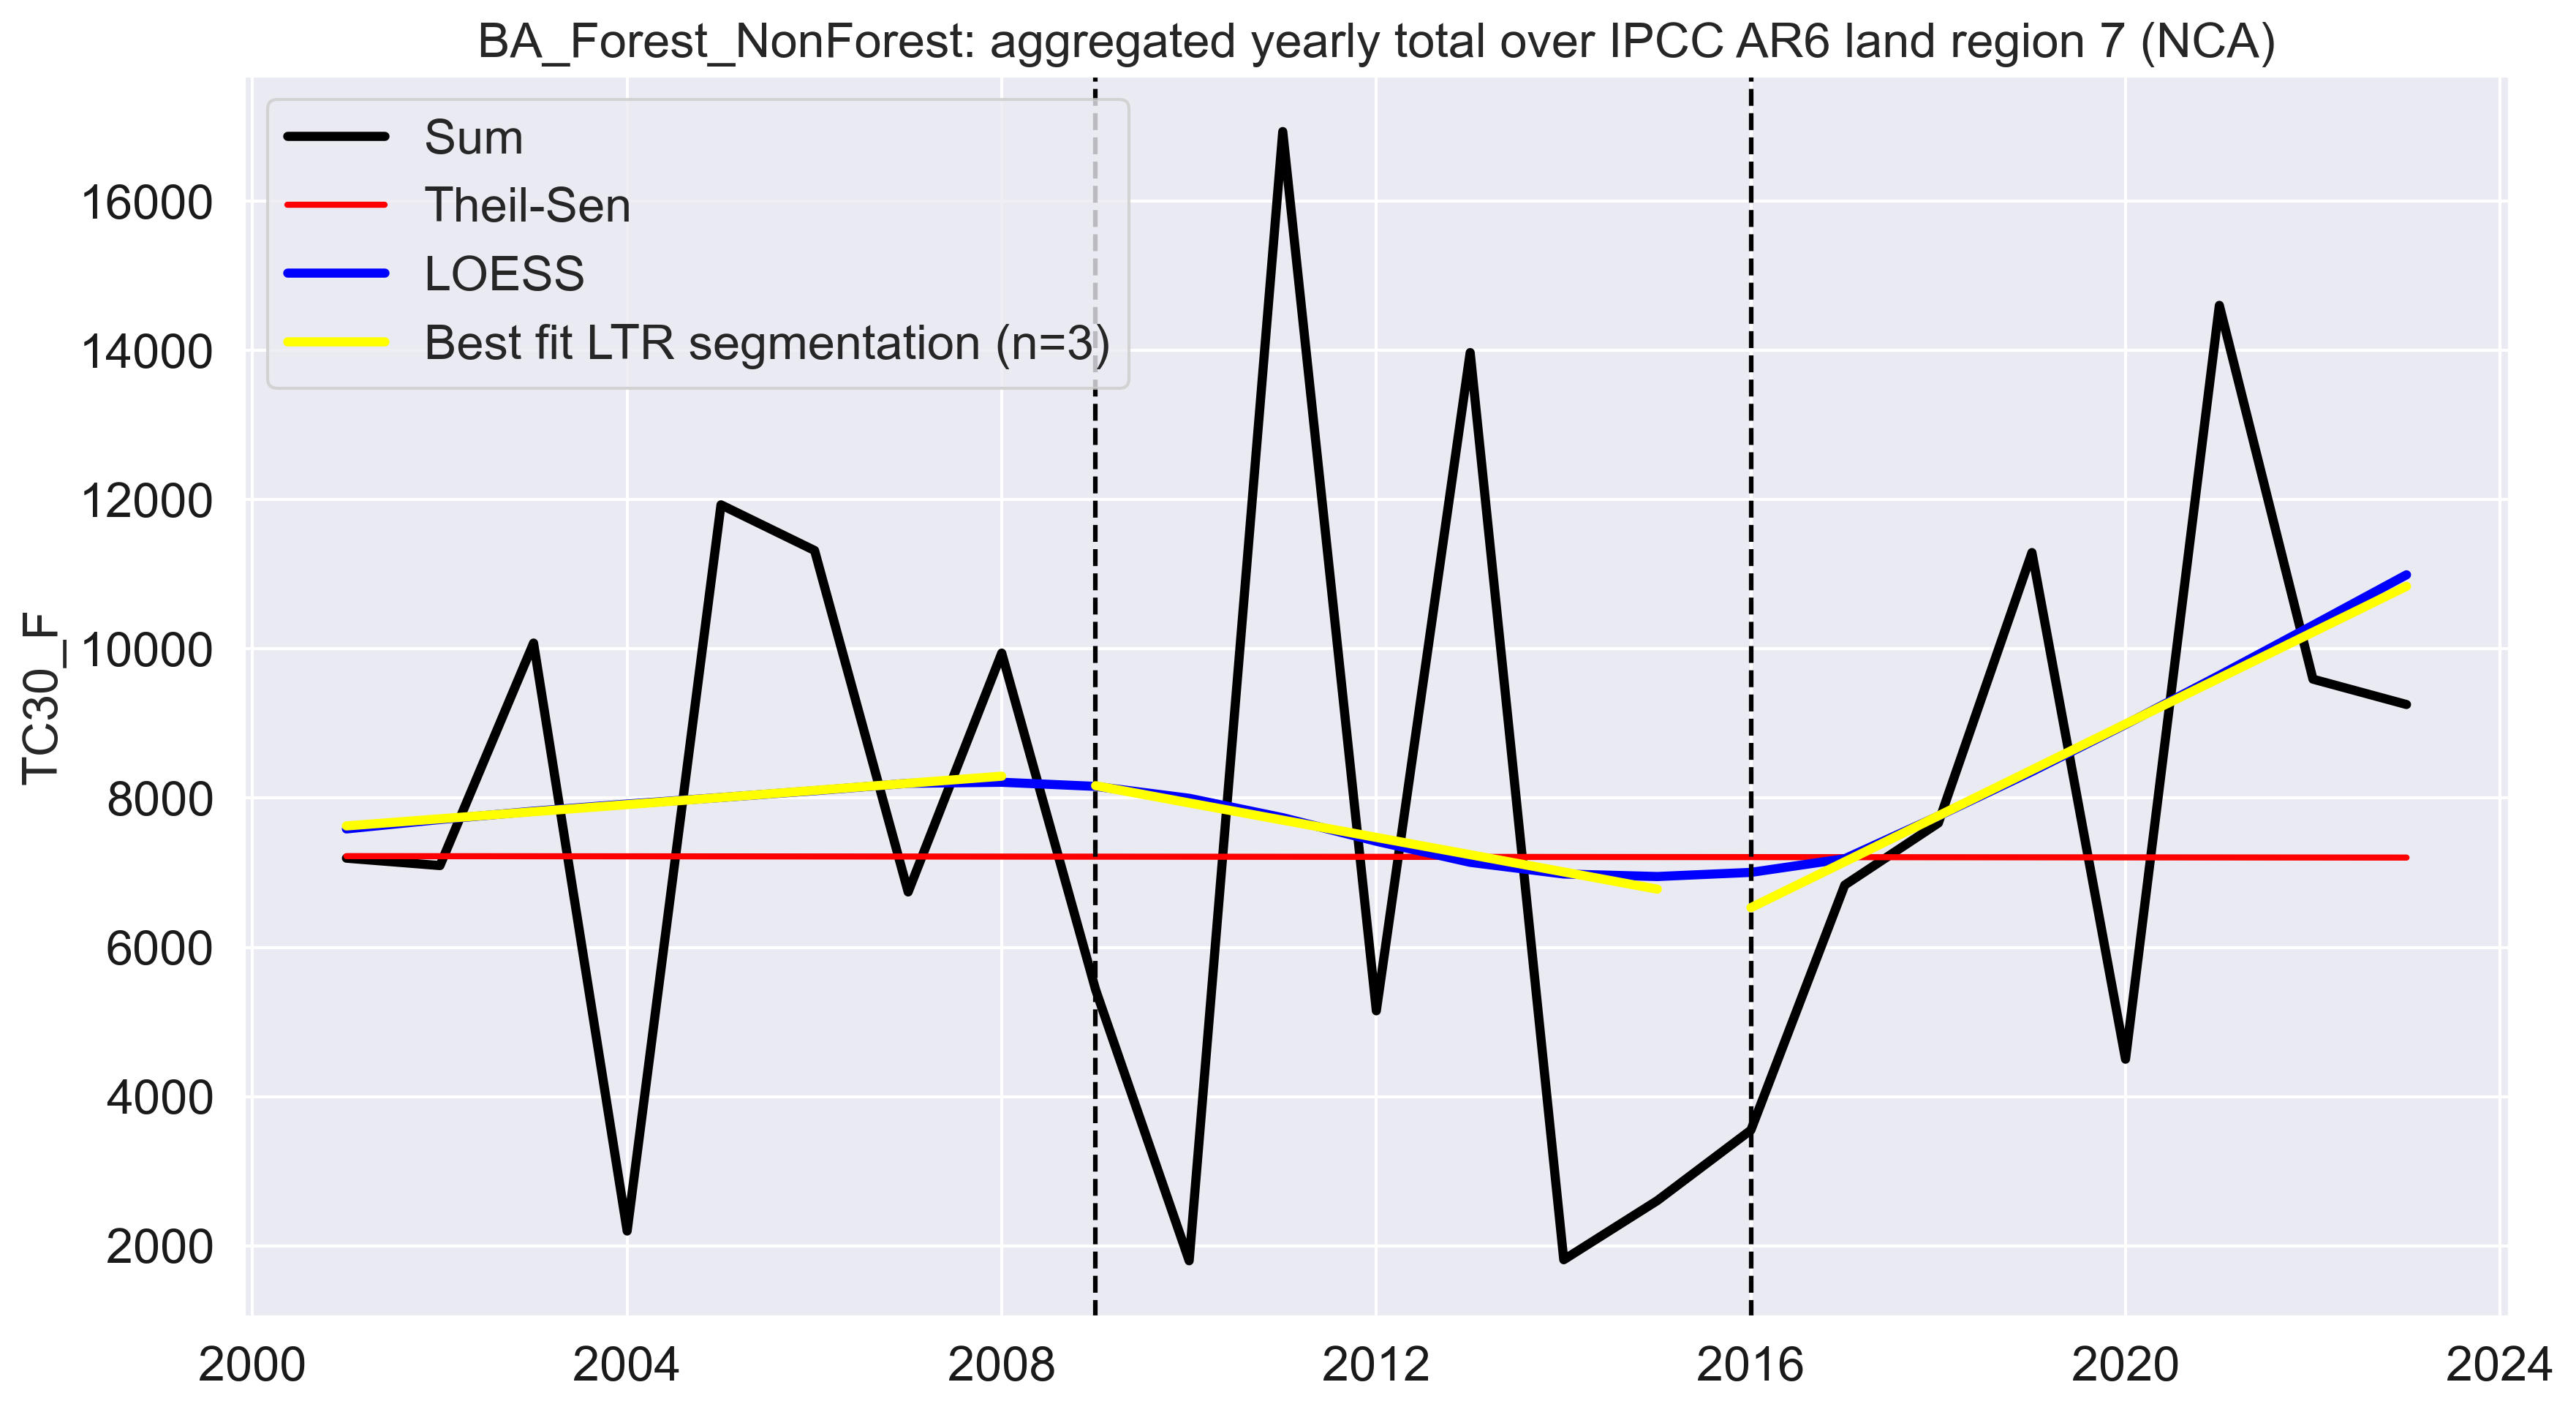 BA_Forest_NonForest: aggregated yearly total over IPCC AR6 land region 7 (NCA)
Sum
Theil-Sen
LOESS
Best fit LTR segmentation (n=3)
TC30_F
16000
14000
12000
10000
8000
6000
4000
2000
2000 2004 2008 2012 2016 2020 2024